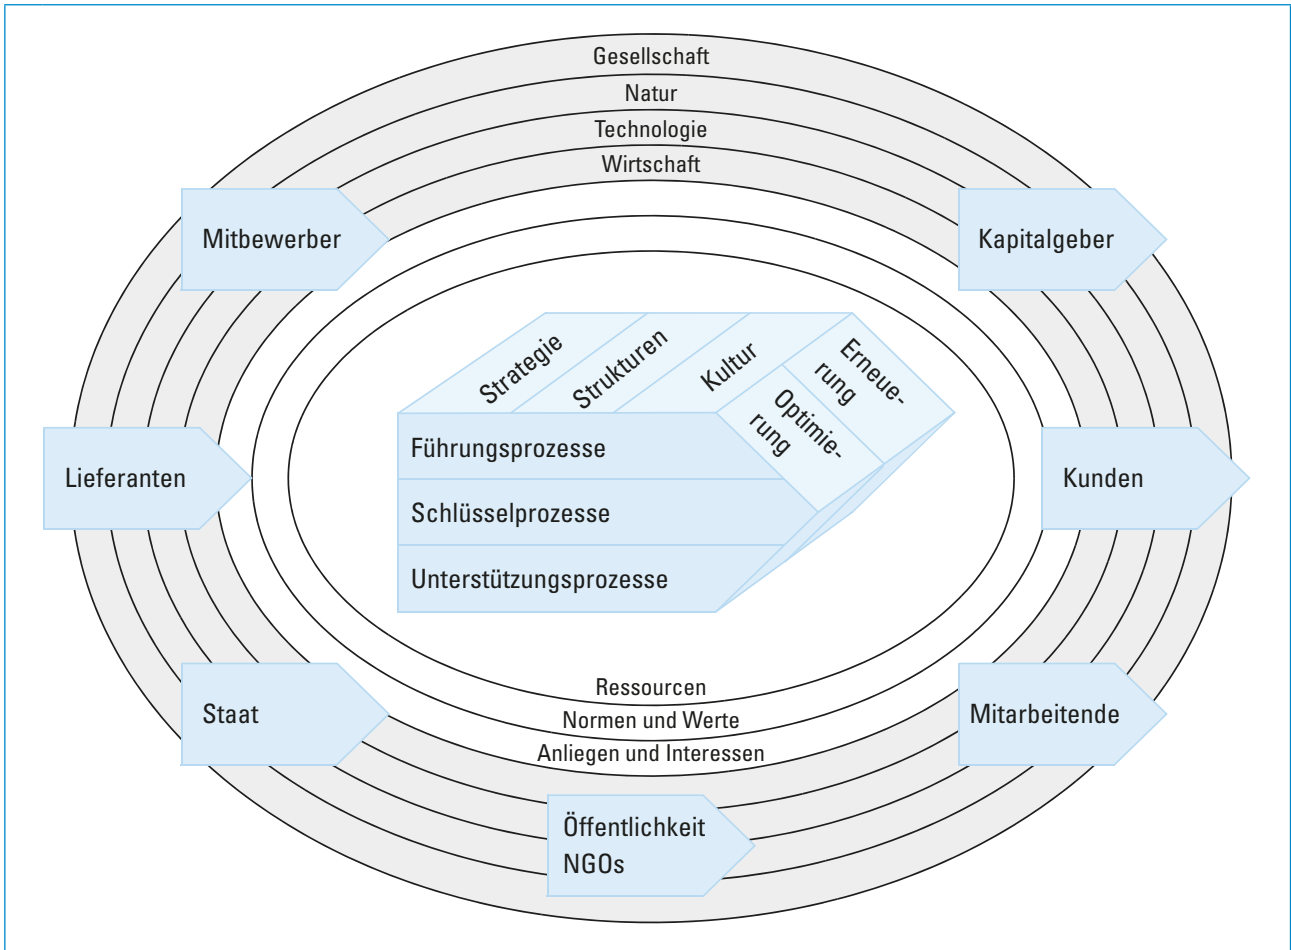 Gesellschaft
Natur
Technologie
Wirtschaft
Mitbewerber
Kapitalgeber
Strategie
Strukturen
Kultur
Erneue-
rung
Optimie-
rung
Führungsprozesse
Lieferanten
Kunden
Schlüsselprozesse
Unterstützungsprozesse
Ressourcen
Staat
Normen und Werte
Mitarbeitende
Anliegen und Interessen
Öffentlichkeit
NGOs